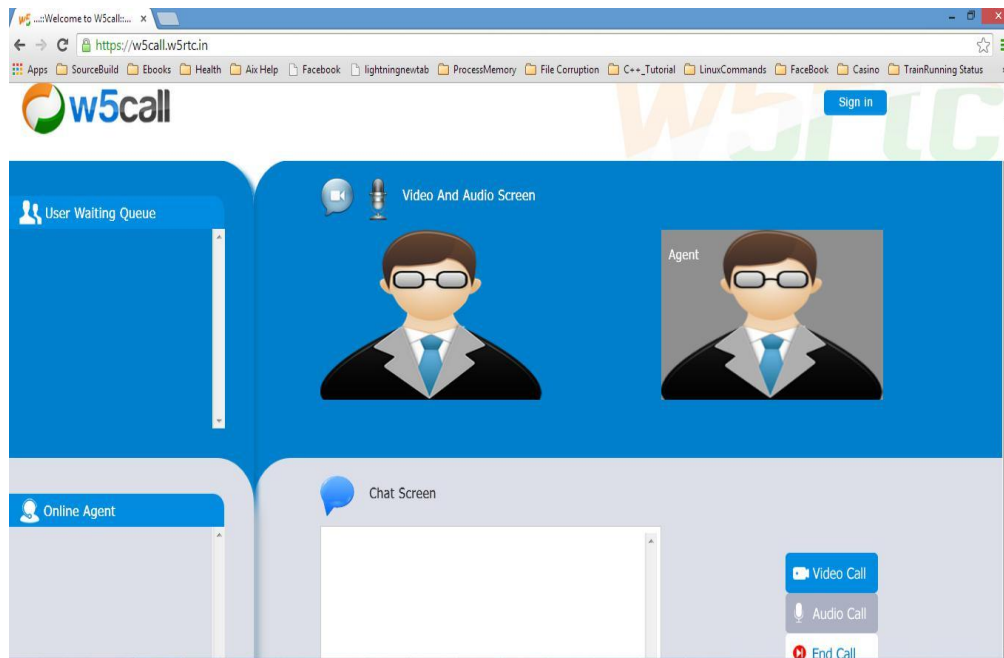 ...::Welcome to W5call::...
https://w5call.w5rtc.in
Apps SourceBuild Ebooks Health Aix Help Facebook lightningnewtab ProcessMemory File Corruption C++_Tutorial LinuxCommands FaceBook Casino TrainRunning Status
w5call
Sign in
W5rtc
Video And Audio Screen
User Waiting Queue
Agent
Chat Screen
Online Agent
Video Call
Audio Call
End Call